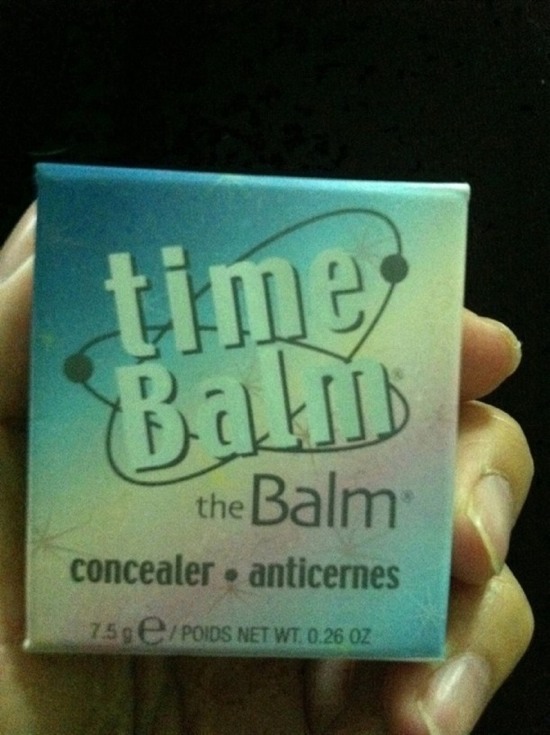 time
Balm®
the Balm®
concealer • anticernes
7.5 g ℮ / POIDS NET WT. 0.26 OZ